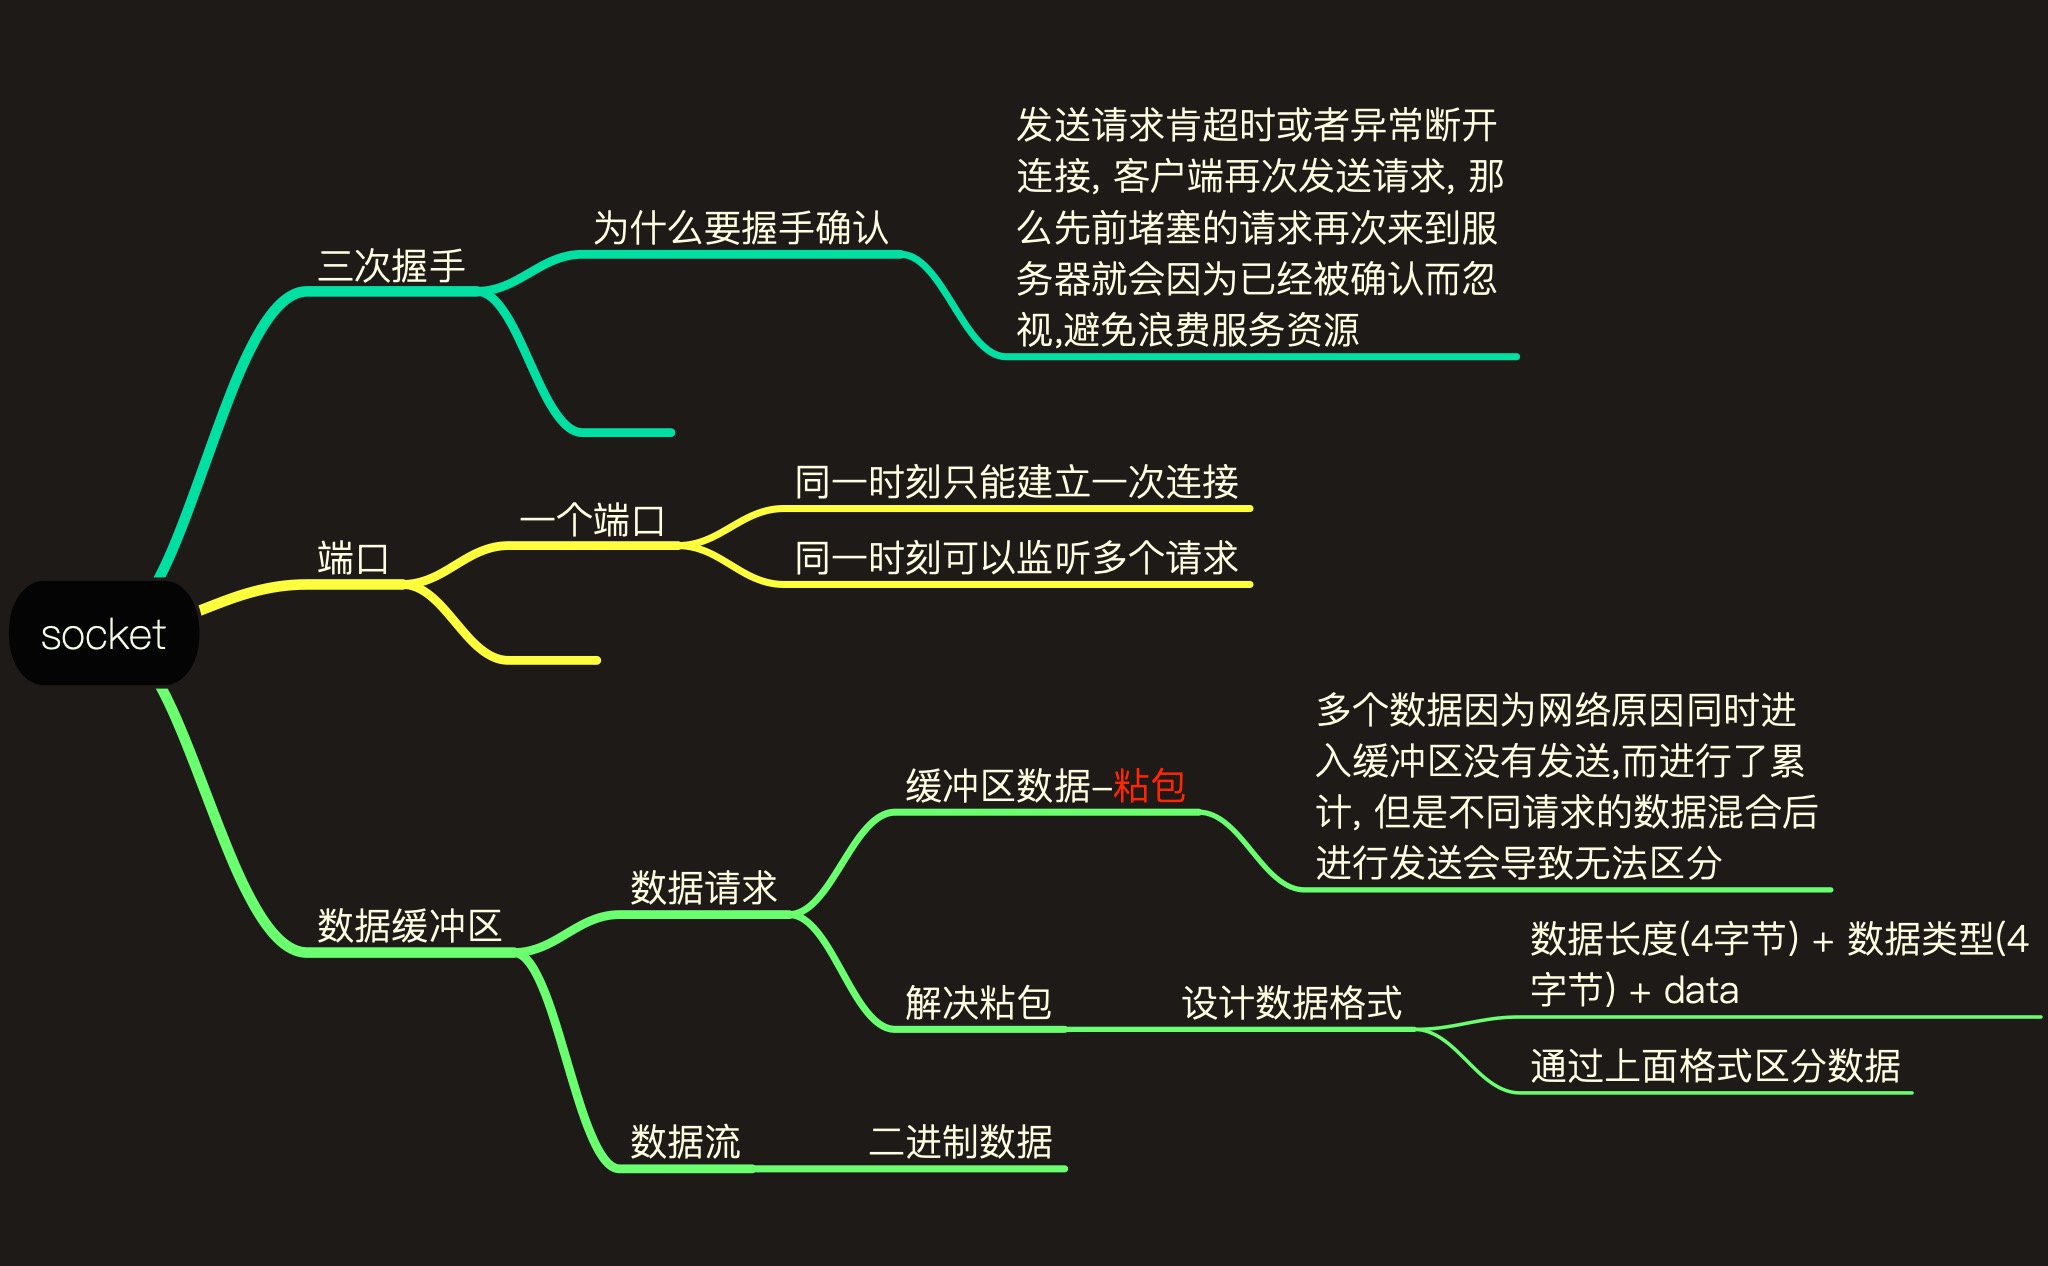 发送请求肯超时或者异常断开
连接, 客户端再次发送请求, 那
么先前堵塞的请求再次来到服
务器就会因为已经被确认而忽
视,避免浪费服务资源
为什么要握手确认
三次握手
同一时刻只能建立一次连接
一个端口
同一时刻可以监听多个请求
端口
socket
多个数据因为网络原因同时进
入缓冲区没有发送,而进行了累
计, 但是不同请求的数据混合后
进行发送会导致无法区分
缓冲区数据–粘包
数据请求
数据缓冲区
数据长度(4字节) + 数据类型(4
字节) + data
解决粘包
设计数据格式
通过上面格式区分数据
数据流
二进制数据